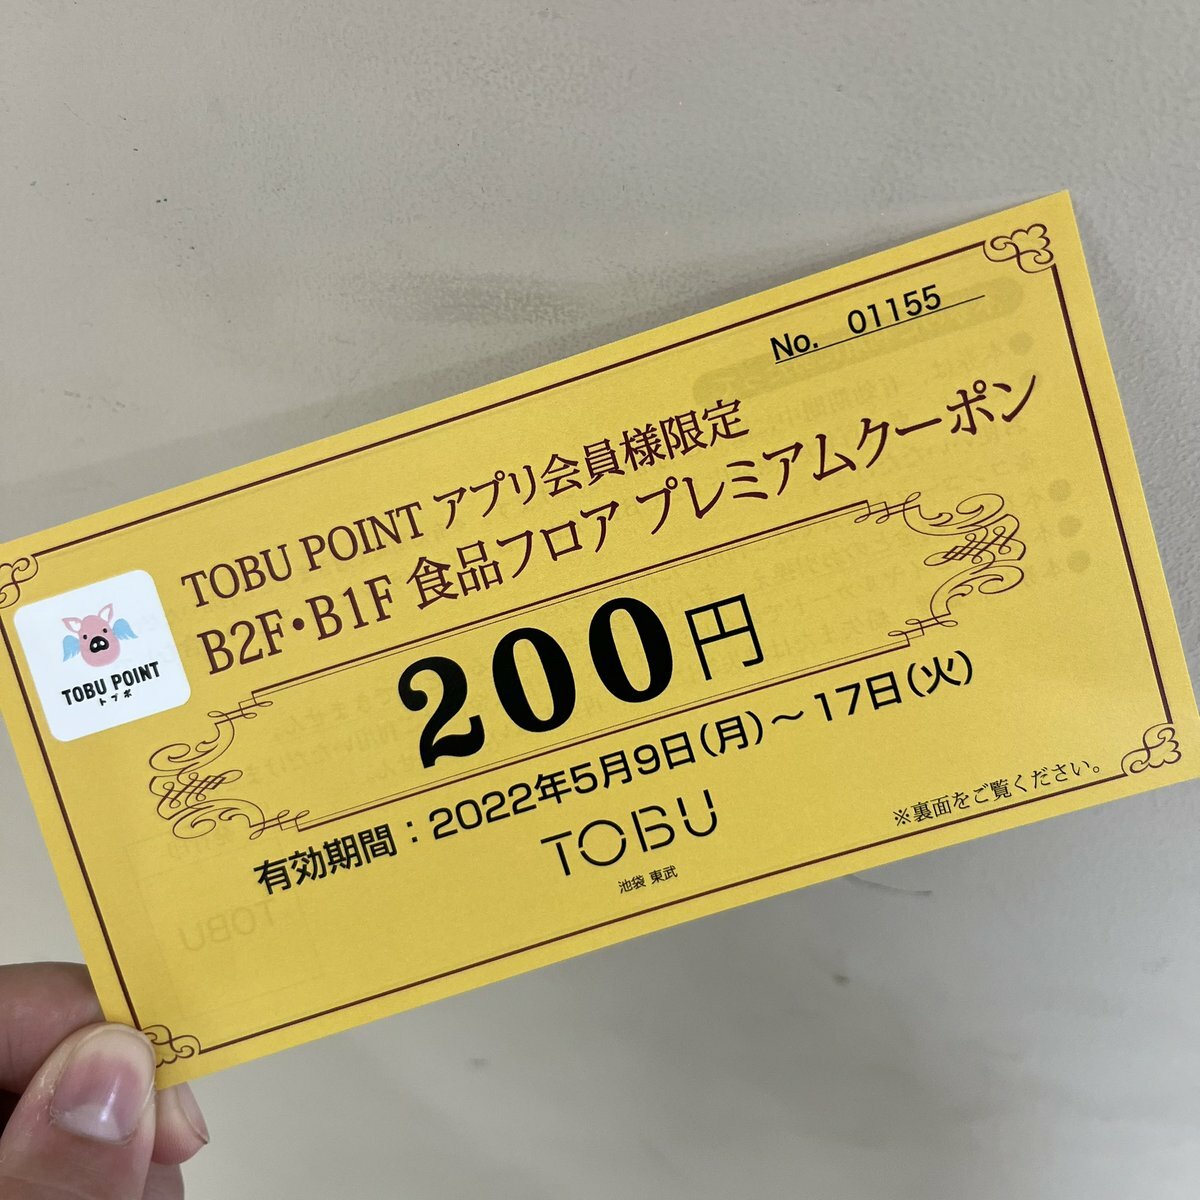 No. 01155
TOBU POINT アプリ会員様限定
B2F・B1F 食品フロア プレミアムクーポン
TOBU POINT
トブポ
200円
有効期間：2022年5月9日(月)～17日(火)
TOBU
池袋 東武
※裏面をご覧ください。